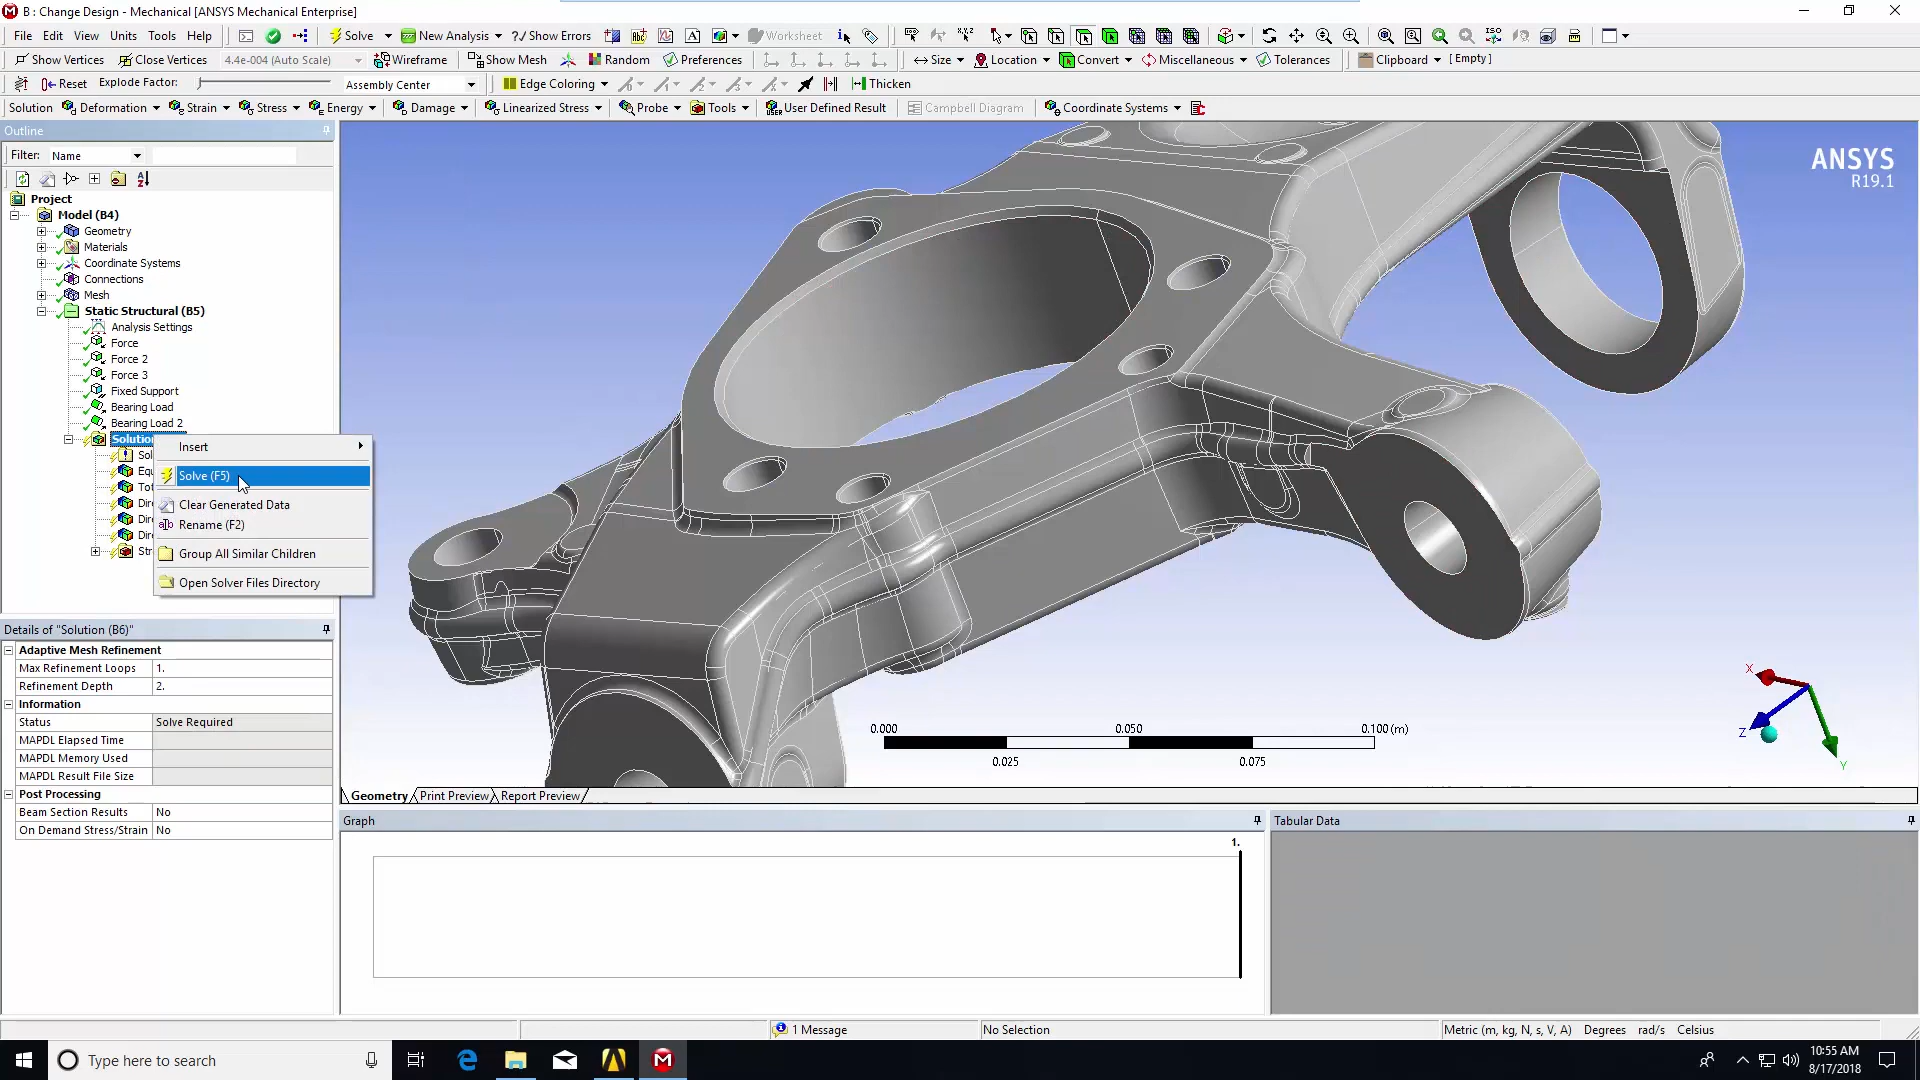 B : Change Design - Mechanical [ANSYS Mechanical Enterprise]
File Edit View Units Tools Help Solve New Analysis Show Errors Worksheet
Show Vertices Close Vertices 4.4e-004 (Auto Scale) Wireframe Show Mesh Random Preferences Size Location Convert Miscellaneous Tolerances Clipboard [ Empty ]
Reset Explode Factor: Assembly Center Edge Coloring Thicken
Solution Deformation Strain Stress Energy Damage Linearized Stress Probe Tools User Defined Result Campbell Diagram Coordinate Systems
Outline
Filter: Name
Project
Model (B4)
Geometry
Materials
Coordinate Systems
Connections
Mesh
Static Structural (B5)
Analysis Settings
Force
Force 2
Force 3
Fixed Support
Bearing Load
Bearing Load 2
Solution
Insert
Solve (F5)
Clear Generated Data
Rename (F2)
Group All Similar Children
Open Solver Files Directory
ANSYS
R19.1
X
Z
Y
0.000 0.050 0.100 (m)
0.025 0.075
Details of "Solution (B6)"
Adaptive Mesh Refinement
Max Refinement Loops 1.
Refinement Depth 2.
Information
Status Solve Required
MAPDL Elapsed Time
MAPDL Memory Used
MAPDL Result File Size
Post Processing
Beam Section Results No
On Demand Stress/Strain No
Geometry Print Preview Report Preview
Graph
1.
Tabular Data
1 Message No Selection Metric (m, kg, N, s, V, A) Degrees rad/s Celsius
Type here to search
10:55 AM
8/17/2018